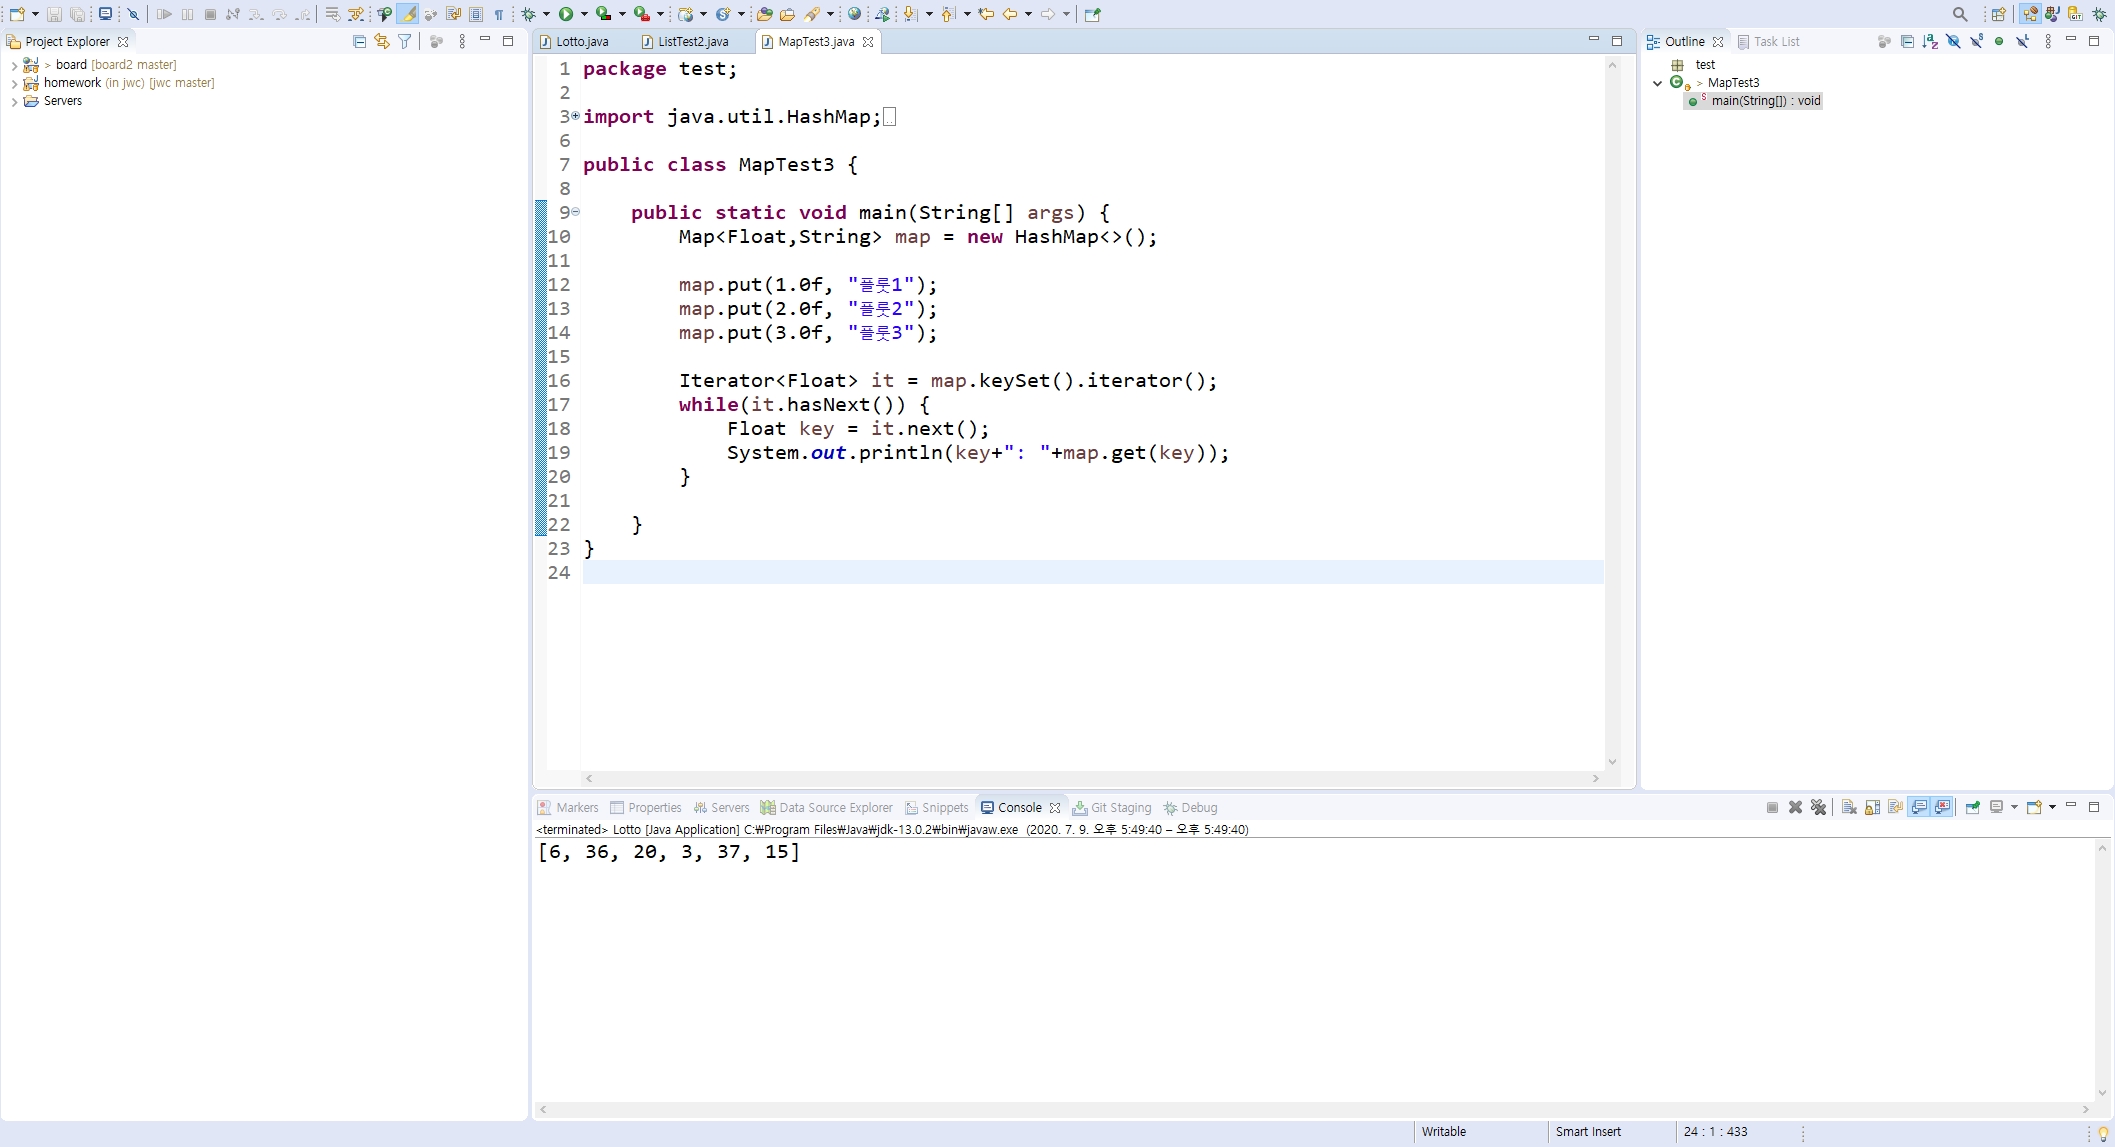 Project Explorer
Lotto.java
ListTest2.java
MapTest3.java
Outline
Task List
> board [board2 master]
homework (in jwc) [jwc master]
Servers
1 package test;
2
3 import java.util.HashMap;
6
7 public class MapTest3 {
8
9 public static void main(String[] args) {
10 Map<Float,String> map = new HashMap<>();
11
12 map.put(1.0f, "플룻1");
13 map.put(2.0f, "플룻2");
14 map.put(3.0f, "플룻3");
15
16 Iterator<Float> it = map.keySet().iterator();
17 while(it.hasNext()) {
18 Float key = it.next();
19 System.out.println(key+": "+map.get(key));
20 }
21
22 }
23 }
24
test
> MapTest3
main(String[]) : void
Markers
Properties
Servers
Data Source Explorer
Snippets
Console
Git Staging
Debug
<terminated> Lotto [Java Application] C:₩Program Files₩Java₩jdk-13.0.2₩bin₩javaw.exe (2020. 7. 9. 오후 5:49:40 – 오후 5:49:40)
[6, 36, 20, 3, 37, 15]
Writable
Smart Insert
24 : 1 : 433